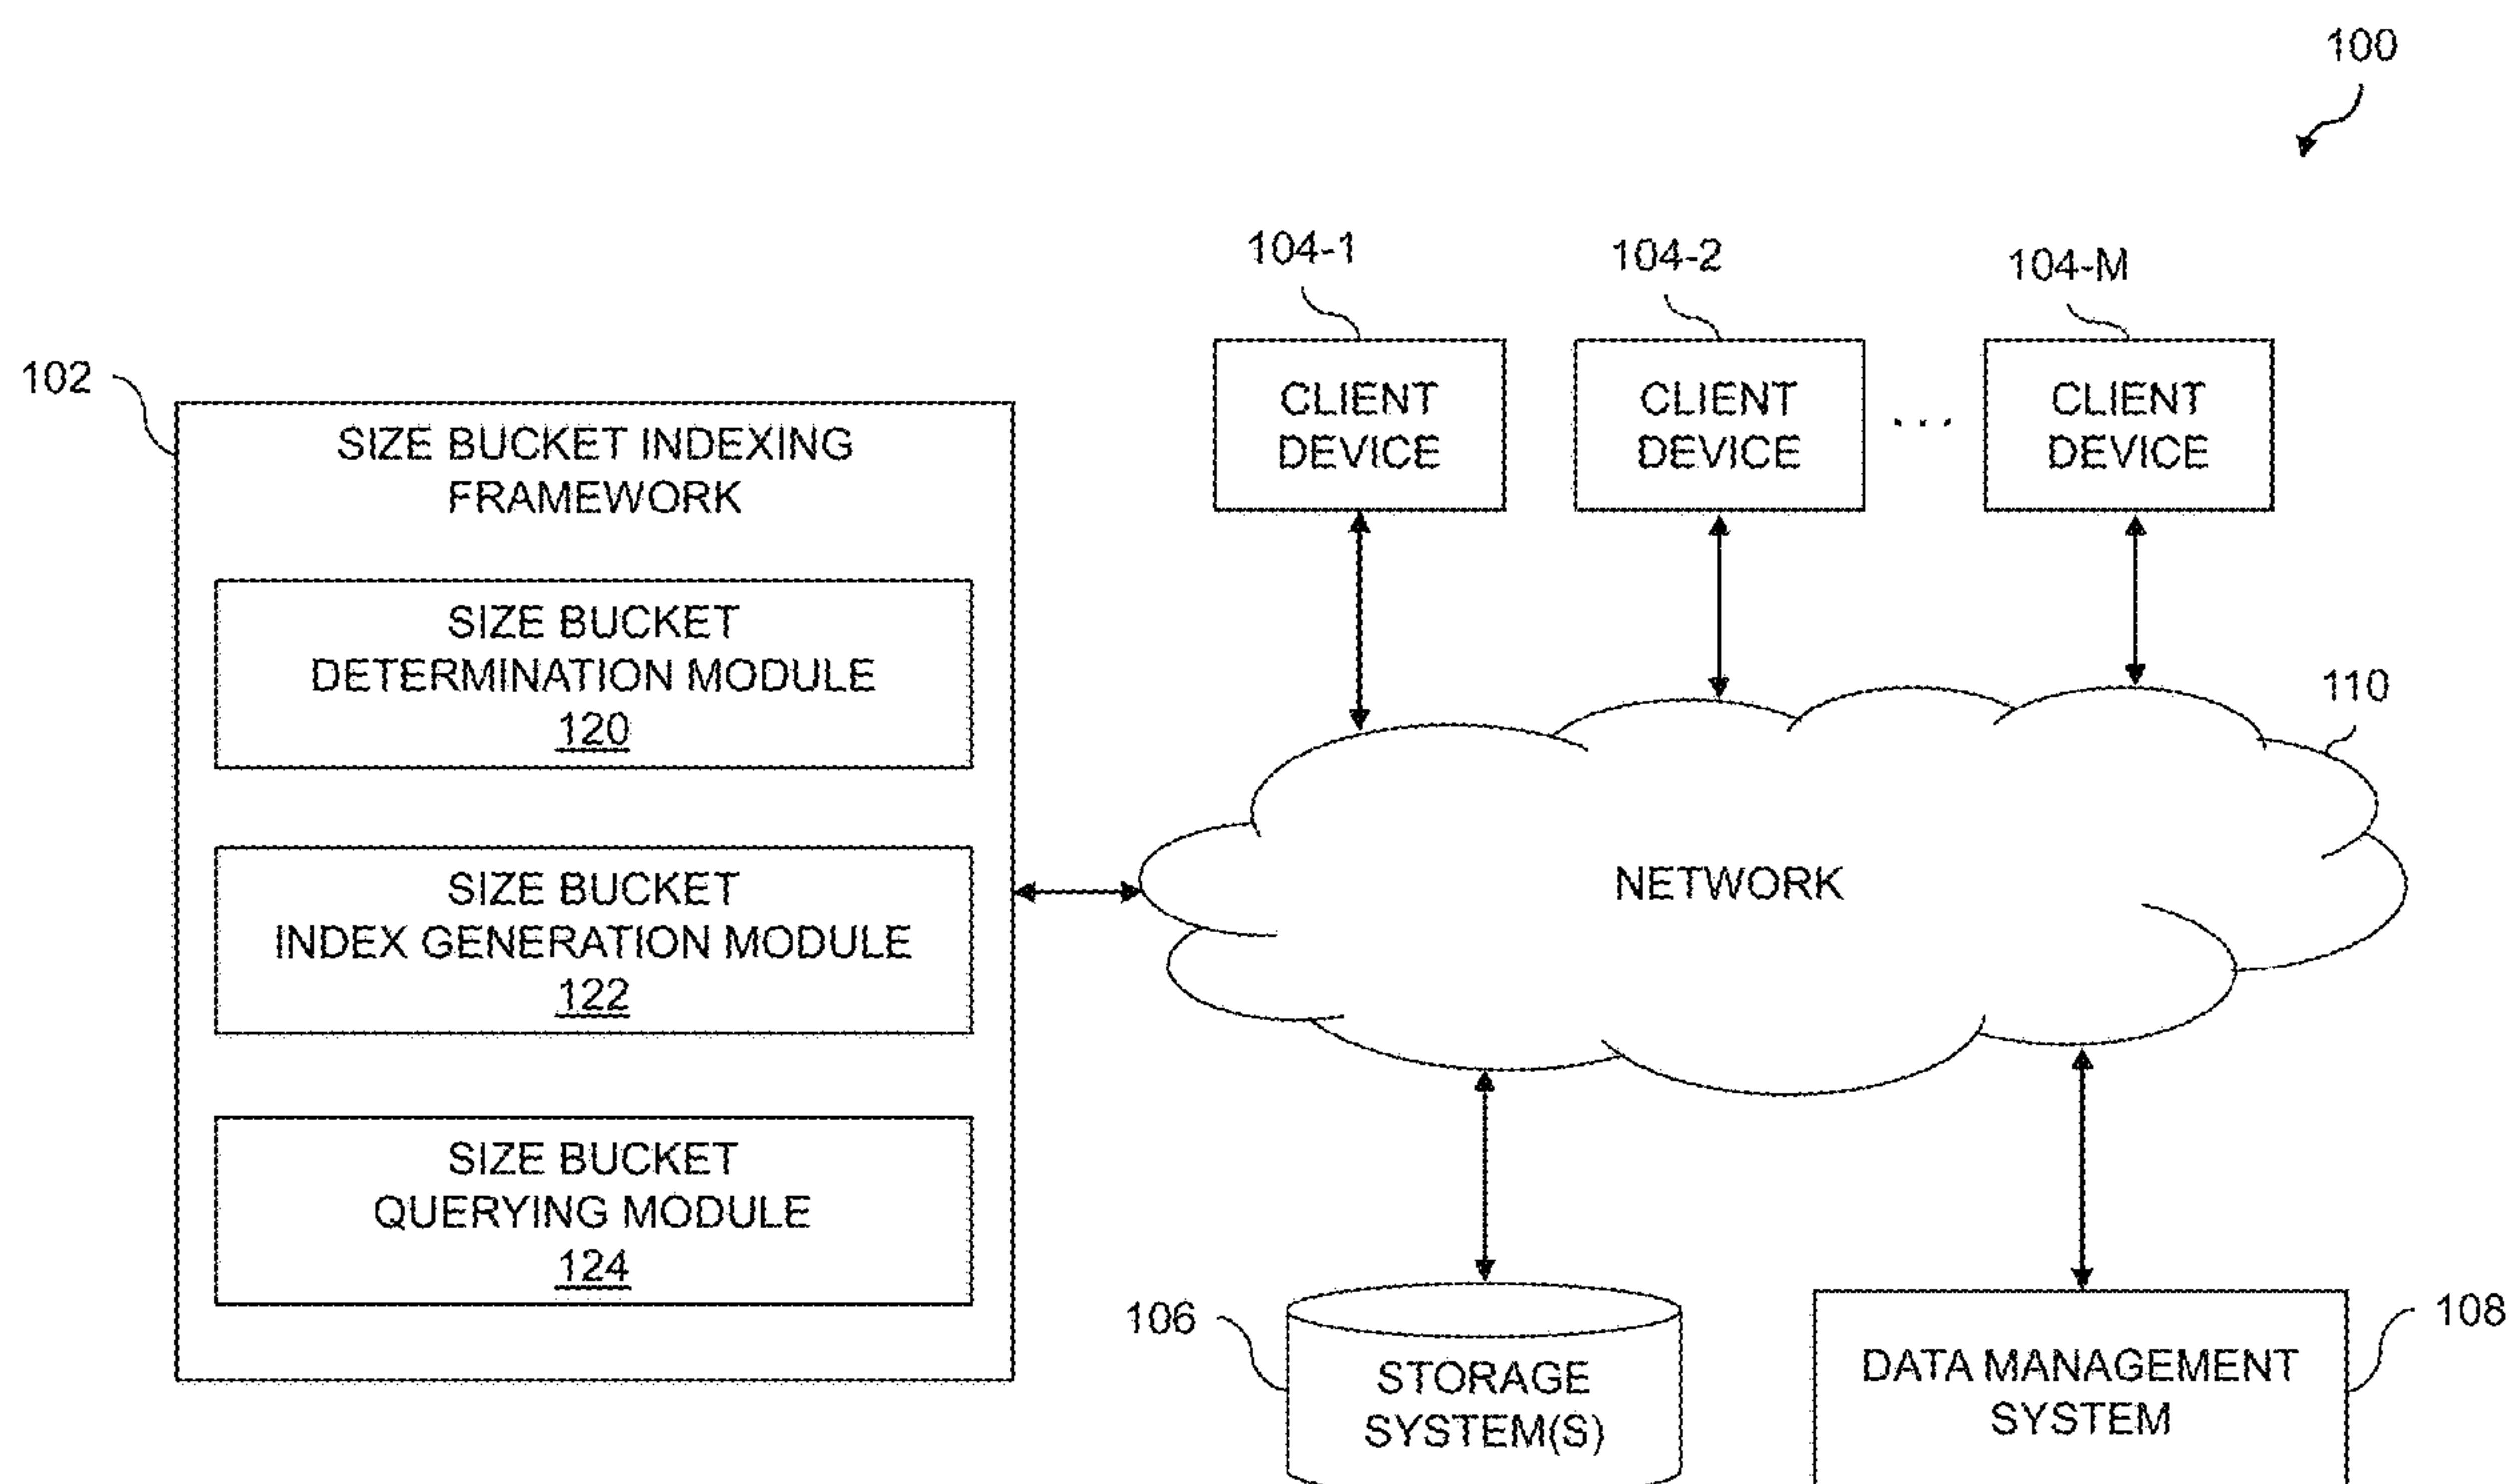 100
104-1
104-2
104-M
102
SIZE BUCKET INDEXING
FRAMEWORK
CLIENT
DEVICE
CLIENT
DEVICE
...
CLIENT
DEVICE
SIZE BUCKET
DETERMINATION MODULE
120
110
SIZE BUCKET
INDEX GENERATION MODULE
122
NETWORK
SIZE BUCKET
QUERYING MODULE
124
106
STORAGE
SYSTEM(S)
DATA MANAGEMENT
SYSTEM
108